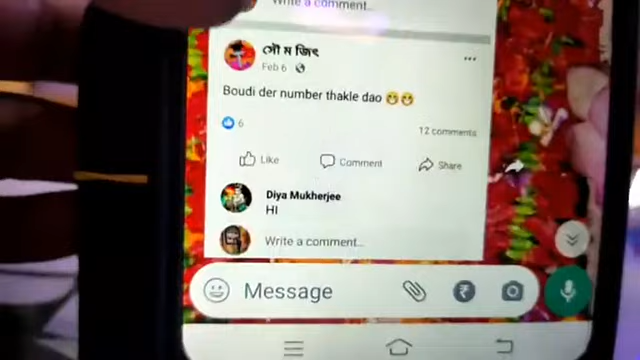 Write a comment...
সৌ ম জিৎ
Feb 6
Boudi der number thakle dao
6
12 comments
Like
Comment
Share
Diya Mukherjee
HI
Write a comment...
Message